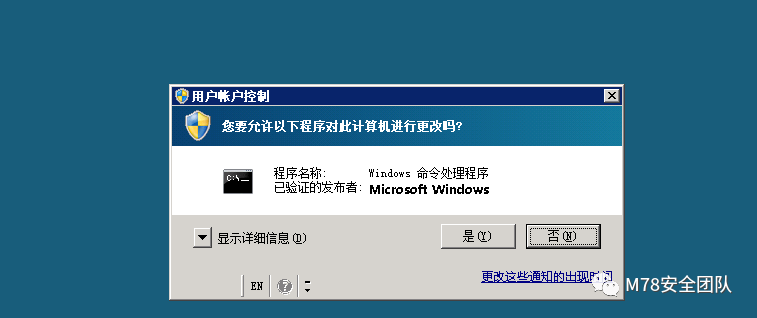 用户帐户控制
您要允许以下程序对此计算机进行更改吗?
C:\
程序名称: Windows 命令处理程序
已验证的发布者: Microsoft Windows
显示详细信息(D)
是(Y)
否(N)
EN
更改这些通知的出现时间
M78安全团队